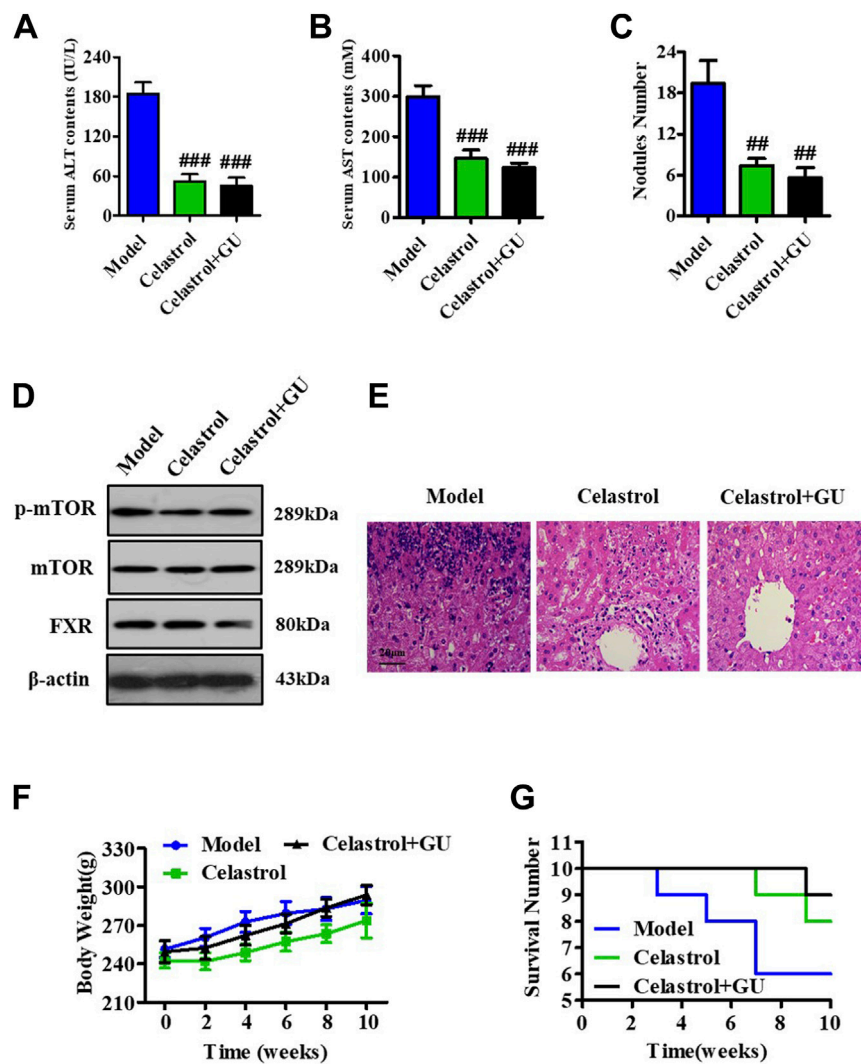 A
Serum ALT contents (IU/L)
240
180
120
60
0
###
###
Model
Celastrol
Celastrol+GU
B
Serum AST contents (mM)
400
300
200
100
0
###
###
Model
Celastrol
Celastrol+GU
C
Nodules Number
24
18
12
6
0
##
##
Model
Celastrol
Celastrol+GU
D
Model
Celastrol
Celastrol+GU
p-mTOR 289kDa
mTOR 289kDa
FXR 80kDa
β-actin 43kDa
E
Model Celastrol Celastrol+GU
20μm
F
Model Celastrol+GU
Celastrol
Body Weight(g)
330
300
270
240
210
0 2 4 6 8 10
Time (weeks)
G
Survival Number
11
10
9
8
7
6
5
Model
Celastrol
Celastrol+GU
0 2 4 6 8 10
Time (weeks)